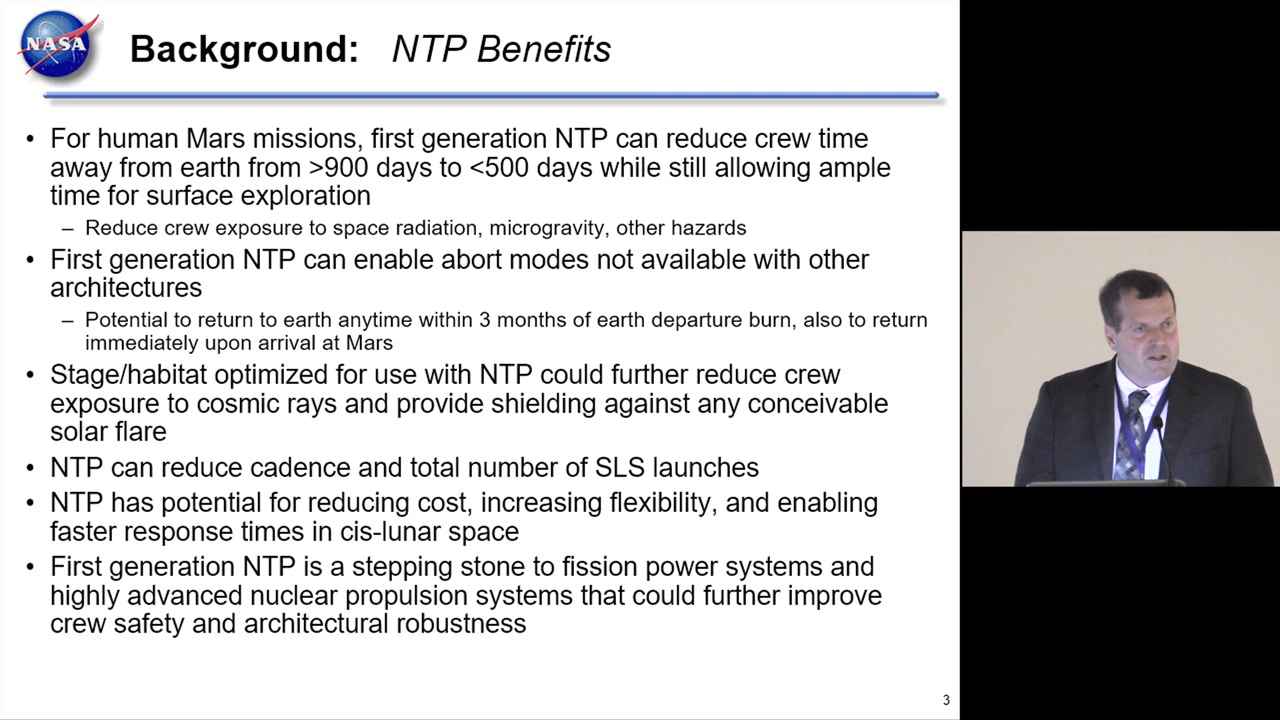 NASA
Background: NTP Benefits
• For human Mars missions, first generation NTP can reduce crew time
away from earth from >900 days to <500 days while still allowing ample
time for surface exploration
– Reduce crew exposure to space radiation, microgravity, other hazards
• First generation NTP can enable abort modes not available with other
architectures
– Potential to return to earth anytime within 3 months of earth departure burn, also to return
immediately upon arrival at Mars
• Stage/habitat optimized for use with NTP could further reduce crew
exposure to cosmic rays and provide shielding against any conceivable
solar flare
• NTP can reduce cadence and total number of SLS launches
• NTP has potential for reducing cost, increasing flexibility, and enabling
faster response times in cis-lunar space
• First generation NTP is a stepping stone to fission power systems and
highly advanced nuclear propulsion systems that could further improve
crew safety and architectural robustness
3